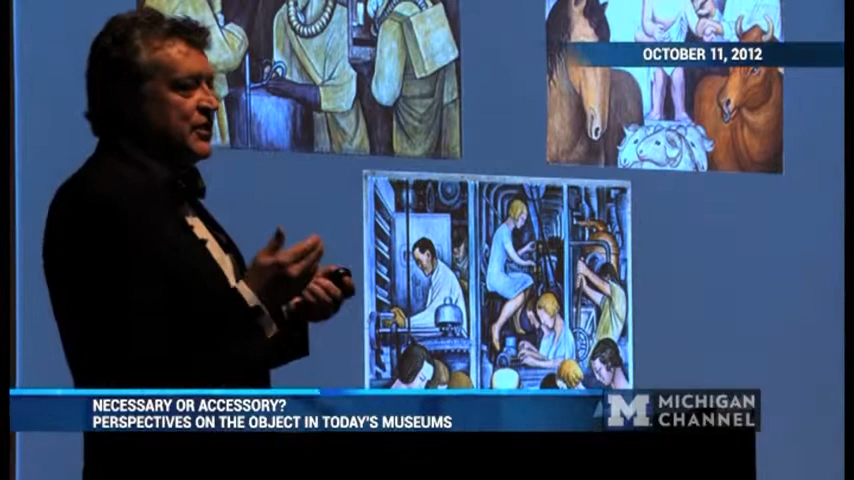 OCTOBER 11, 2012
NECESSARY OR ACCESSORY?
PERSPECTIVES ON THE OBJECT IN TODAY'S MUSEUMS
M MICHIGAN
CHANNEL